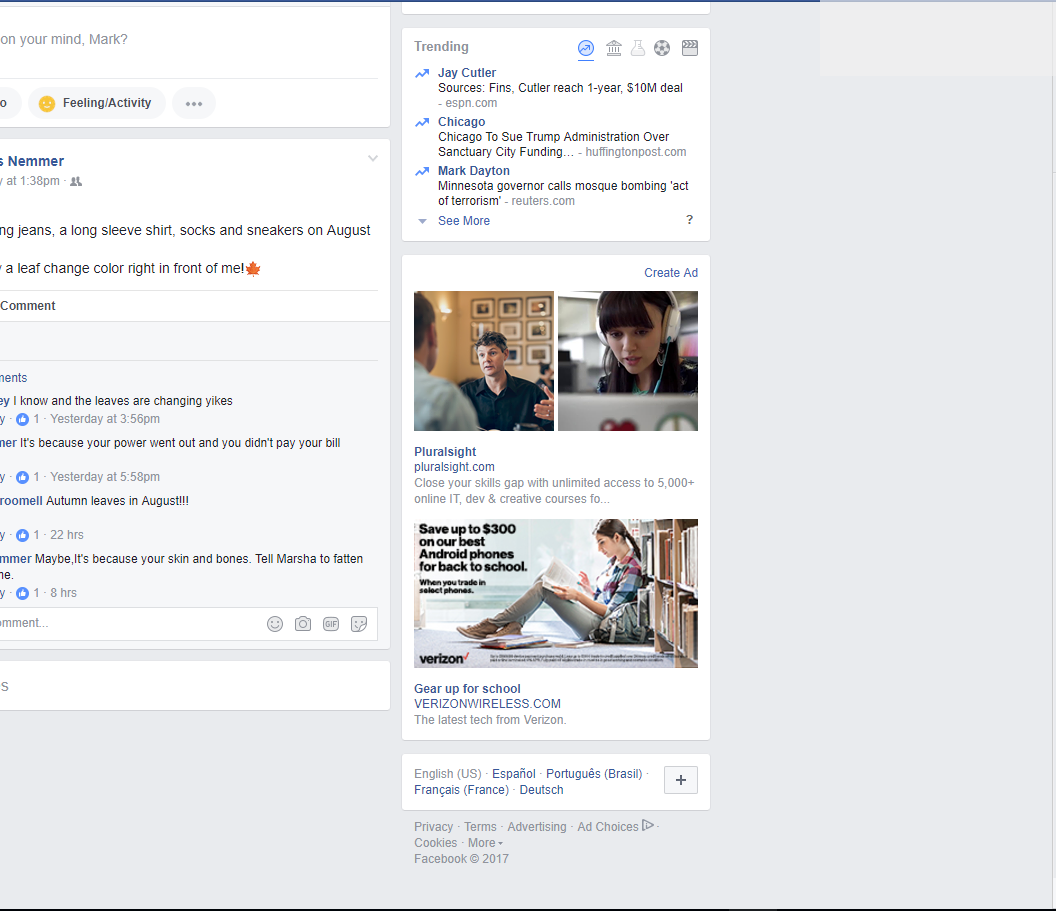 on your mind, Mark?
o
Feeling/Activity
s Nemmer
y at 1:38pm ·
ng jeans, a long sleeve shirt, socks and sneakers on August
y a leaf change color right in front of me!🍁
Comment
ments
ey I know and the leaves are changing yikes
y · 1 · Yesterday at 3:56pm
mer It's because your power went out and you didn't pay your bill
y · 1 · Yesterday at 5:58pm
roomell Autumn leaves in August!!!
y · 1 · 22 hrs
mmer Maybe,It's because your skin and bones. Tell Marsha to fatten
me.
y · 1 · 8 hrs
omment...
GIF
s
Trending
Jay Cutler
Sources: Fins, Cutler reach 1-year, $10M deal
- espn.com
Chicago
Chicago To Sue Trump Administration Over
Sanctuary City Funding… - huffingtonpost.com
Mark Dayton
Minnesota governor calls mosque bombing 'act
of terrorism' - reuters.com
See More
?
Create Ad
Pluralsight
pluralsight.com
Close your skills gap with unlimited access to 5,000+
online IT, dev & creative courses fo...
Save up to $300
on our best
Android phones
for back to school.
When you trade in
select phones.
verizon✓
Gear up for school
VERIZONWIRELESS.COM
The latest tech from Verizon.
English (US) · Español · Português (Brasil) ·
Français (France) · Deutsch
+
Privacy · Terms · Advertising · Ad Choices ·
Cookies · More
Facebook © 2017